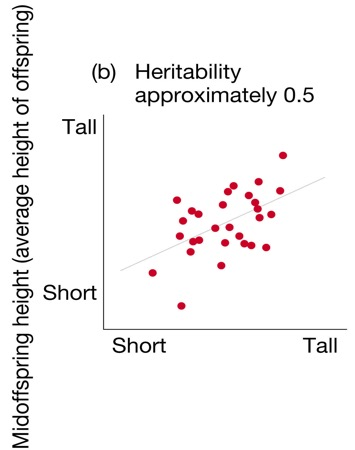 Midoffspring height (average height of offspring)
(b) Heritability
approximately 0.5
Tall
Short
Short Tall